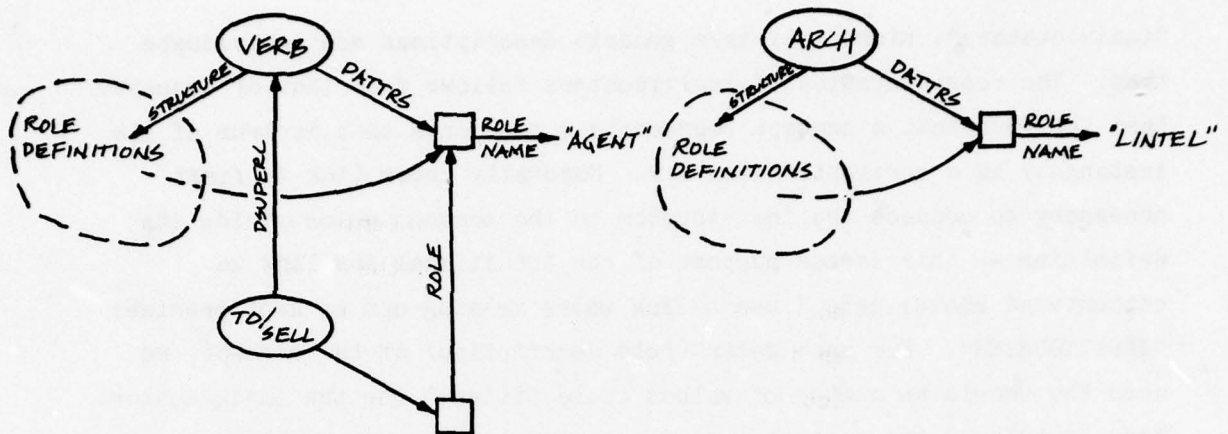 VERB
STRUCTURE
DATTRS
ROLE
DEFINITIONS
DSUPERC
ROLE
NAME
"AGENT
ROLE
TO/
SELL
ARCH
STRUCTURE
DATTRS
ROLE
DEFINITIONS
ROLE
NAME
"LINTEL"